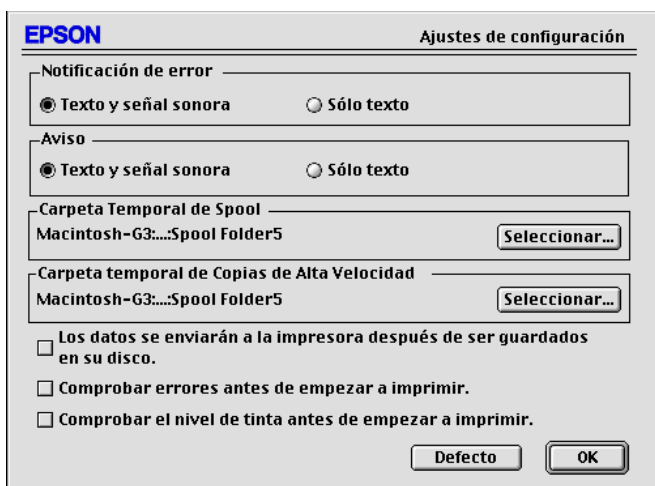 EPSON
Ajustes de configuración
Notificación de error
Texto y señal sonora
Sólo texto
Aviso
Texto y señal sonora
Sólo texto
Carpeta Temporal de Spool
Macintosh-G3:...:Spool Folder5
Seleccionar...
Carpeta temporal de Copias de Alta Velocidad
Macintosh-G3:...:Spool Folder5
Seleccionar...
Los datos se enviarán a la impresora después de ser guardados
en su disco.
Comprobar errores antes de empezar a imprimir.
Comprobar el nivel de tinta antes de empezar a imprimir.
Defecto
OK